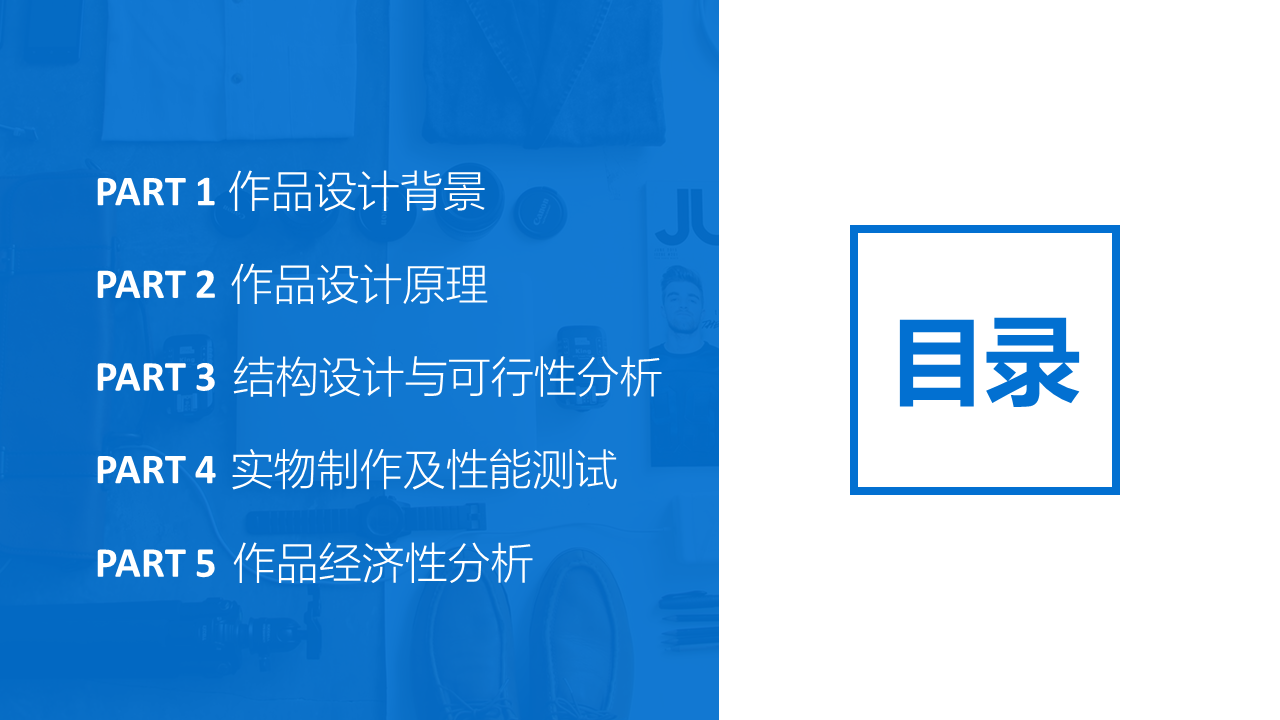 PART 1 作品设计背景
PART 2 作品设计原理
PART 3 结构设计与可行性分析
PART 4 实物制作及性能测试
PART 5 作品经济性分析
目录
JU